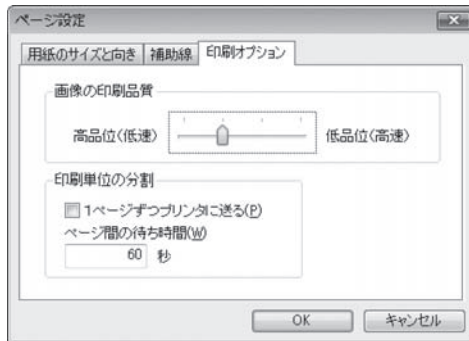 ページ設定
用紙のサイズと向き 補助線 印刷オプション
画像の印刷品質
高品位(低速) 低品位(高速)
印刷単位の分割
1ページずつプリンタに送る(P)
ページ間の待ち時間(W)
60 秒
OK キャンセル